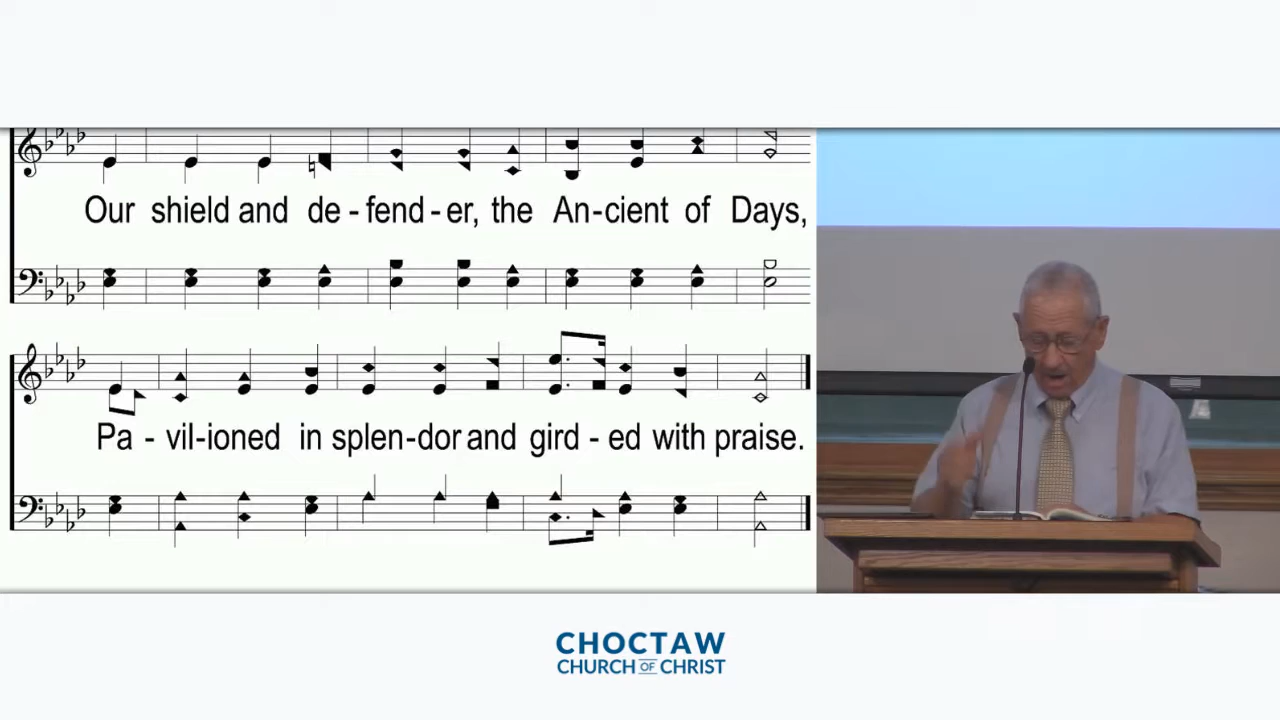 Our shield and de - fend - er, the An - cient of Days,
Pa - vil - ioned in splen - dor and gird - ed with praise.
CHOCTAW
CHURCH OF CHRIST